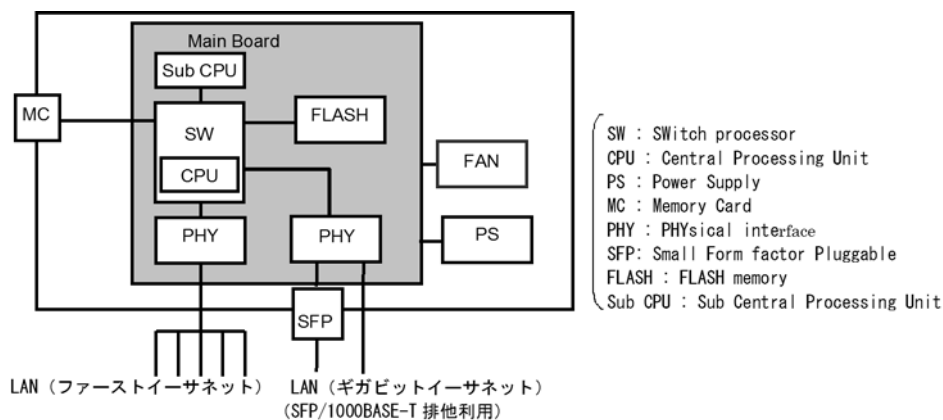 Main Board
Sub CPU
MC
SW
FLASH
CPU
FAN
PHY
PHY
PS
SFP
LAN（ファーストイーサネット）
LAN（ギガビットイーサネット）
（SFP/1000BASE-T 排他利用）
SW : SWitch processor
CPU : Central Processing Unit
PS : Power Supply
MC : Memory Card
PHY : PHYsical interface
SFP: Small Form factor Pluggable
FLASH : FLASH memory
Sub CPU : Sub Central Processing Unit